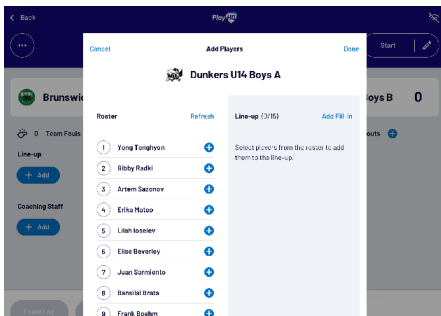 Back
PlayHQ
Start
Cancel
Add Players
Done
Dunkers U14 Boys A
Brunswi
Boys B
0
0 Team Fouls
outs
Line-up
+ Add
Coaching Staff
+ Add
Roster
Refresh
1 Yong Tonghyon
2 Gibby Radki
3 Artem Sazonov
4 Erika Mateo
5 Lilah Ioselev
6 Elise Beverley
7 Juan Sarmiento
8 Bansilal Brata
9 Frank Boehm
Line-up (0/15)
Add Fill-in
Select players from the roster to add
them to the line-up.